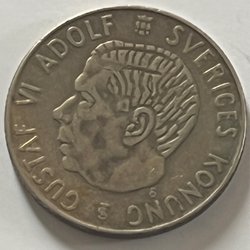 GUSTAF VI ADOLF SVERIGES KONUNG